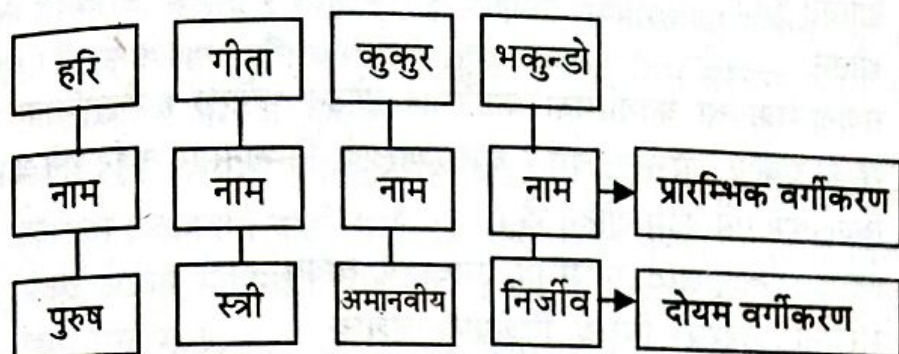 हरि गीता कुकुर भकुन्डो
नाम नाम नाम नाम प्रारम्भिक वर्गीकरण
पुरुष स्त्री अमानवीय निर्जीव दोयम वर्गीकरण